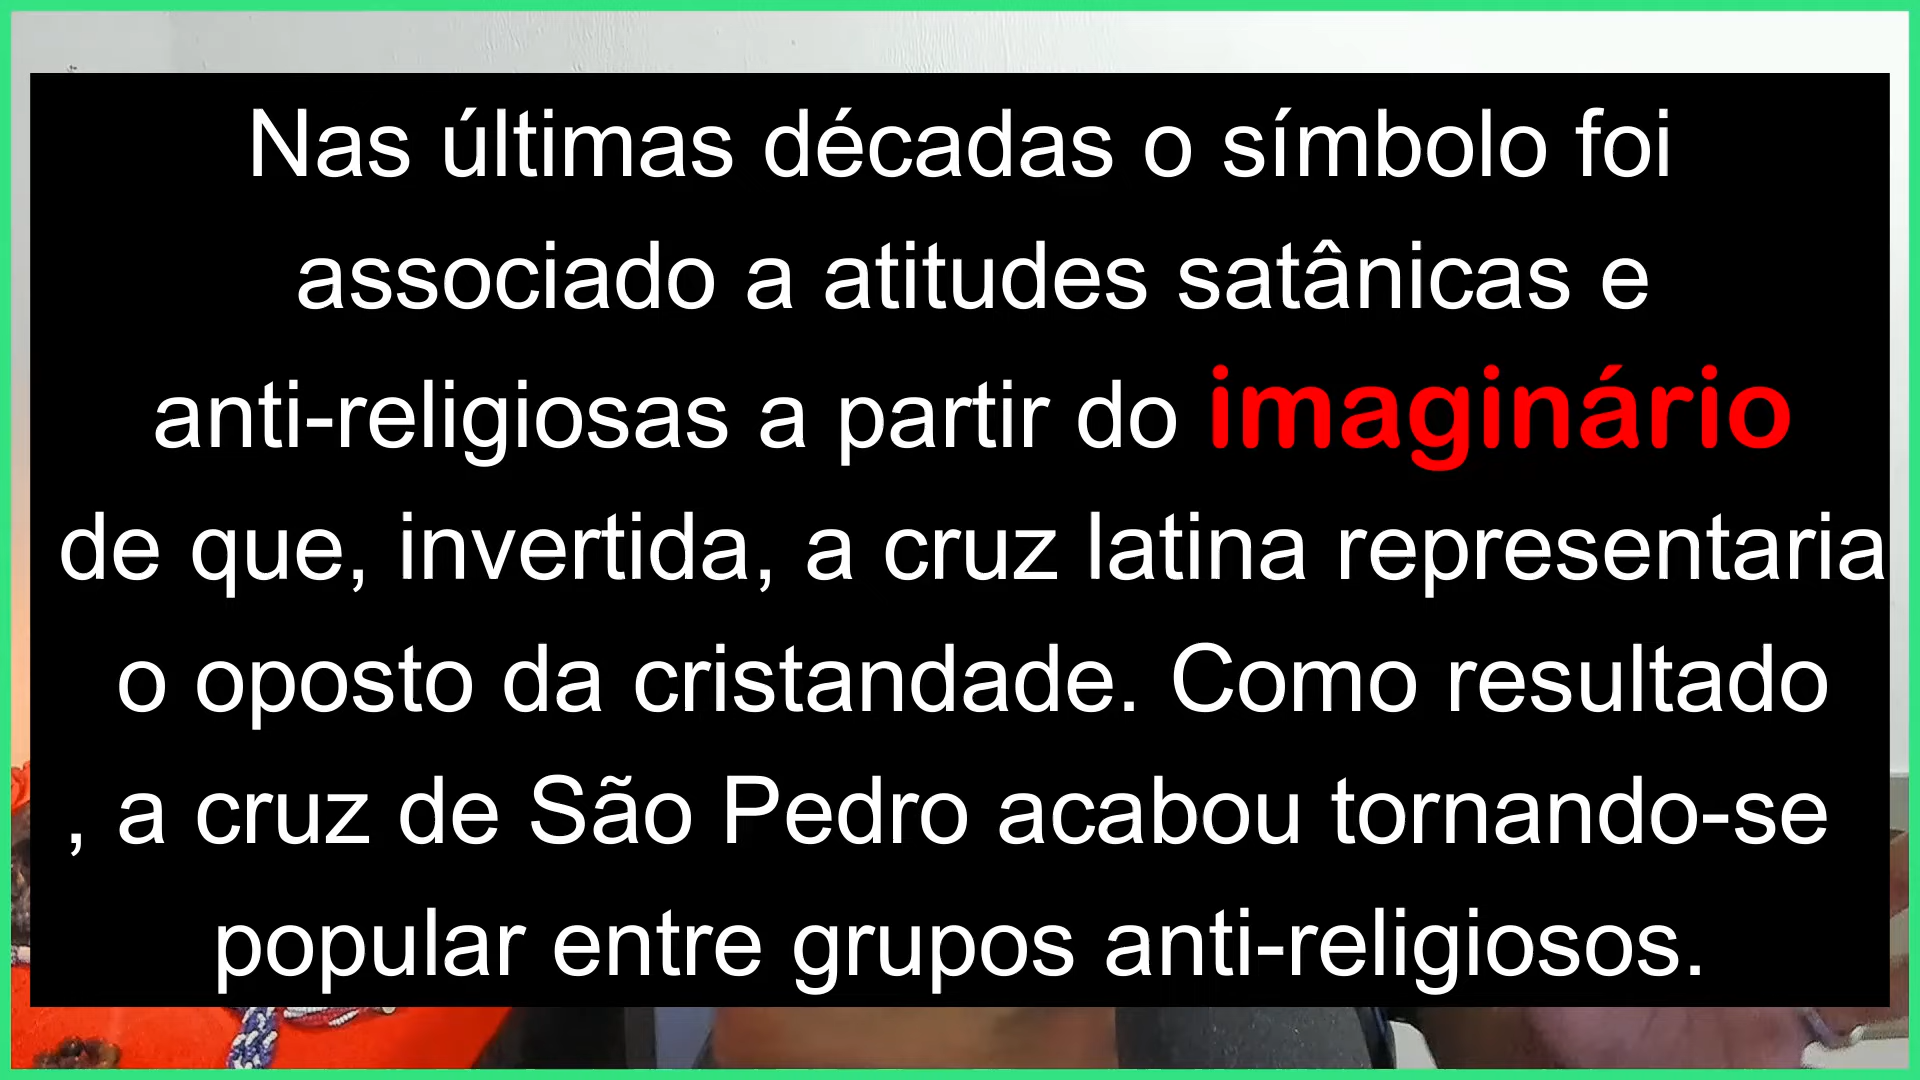 Nas últimas décadas o símbolo foi
associado a atitudes satânicas e
anti-religiosas a partir do imaginário
de que, invertida, a cruz latina representaria
o oposto da cristandade. Como resultado
, a cruz de São Pedro acabou tornando-se
popular entre grupos anti-religiosos.